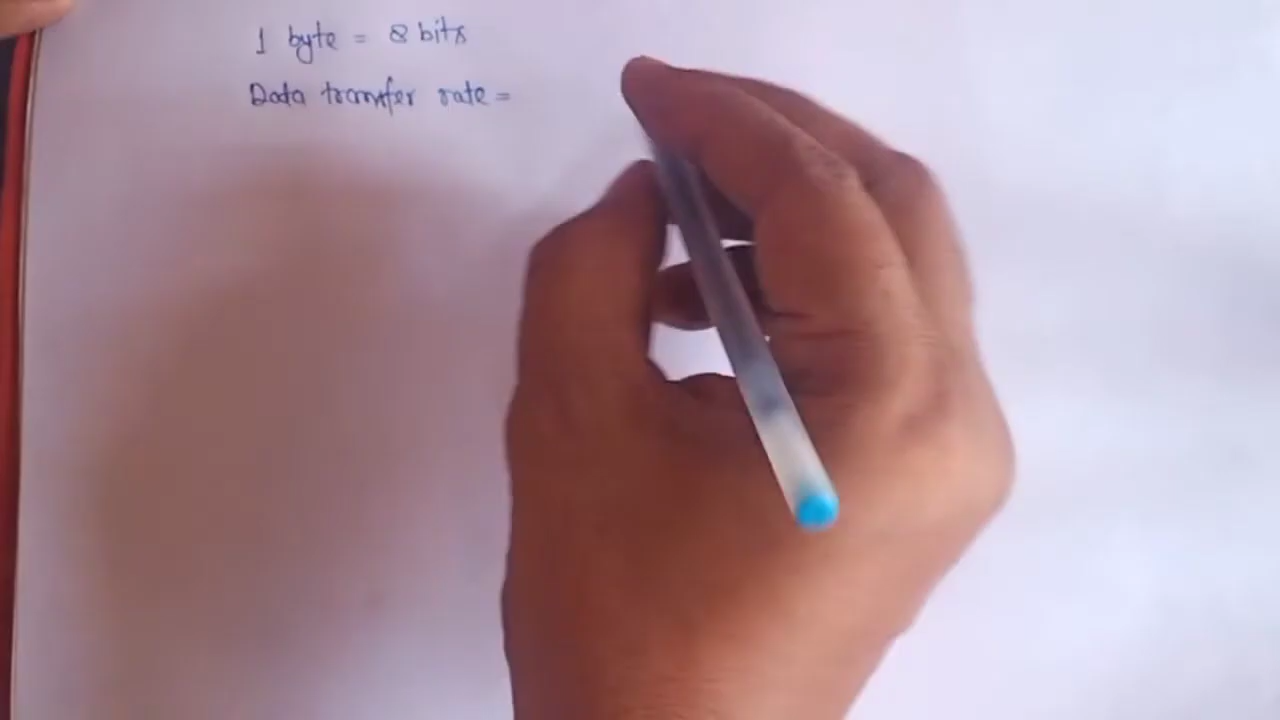 1 byte = 8 bits
Data transfer rate =